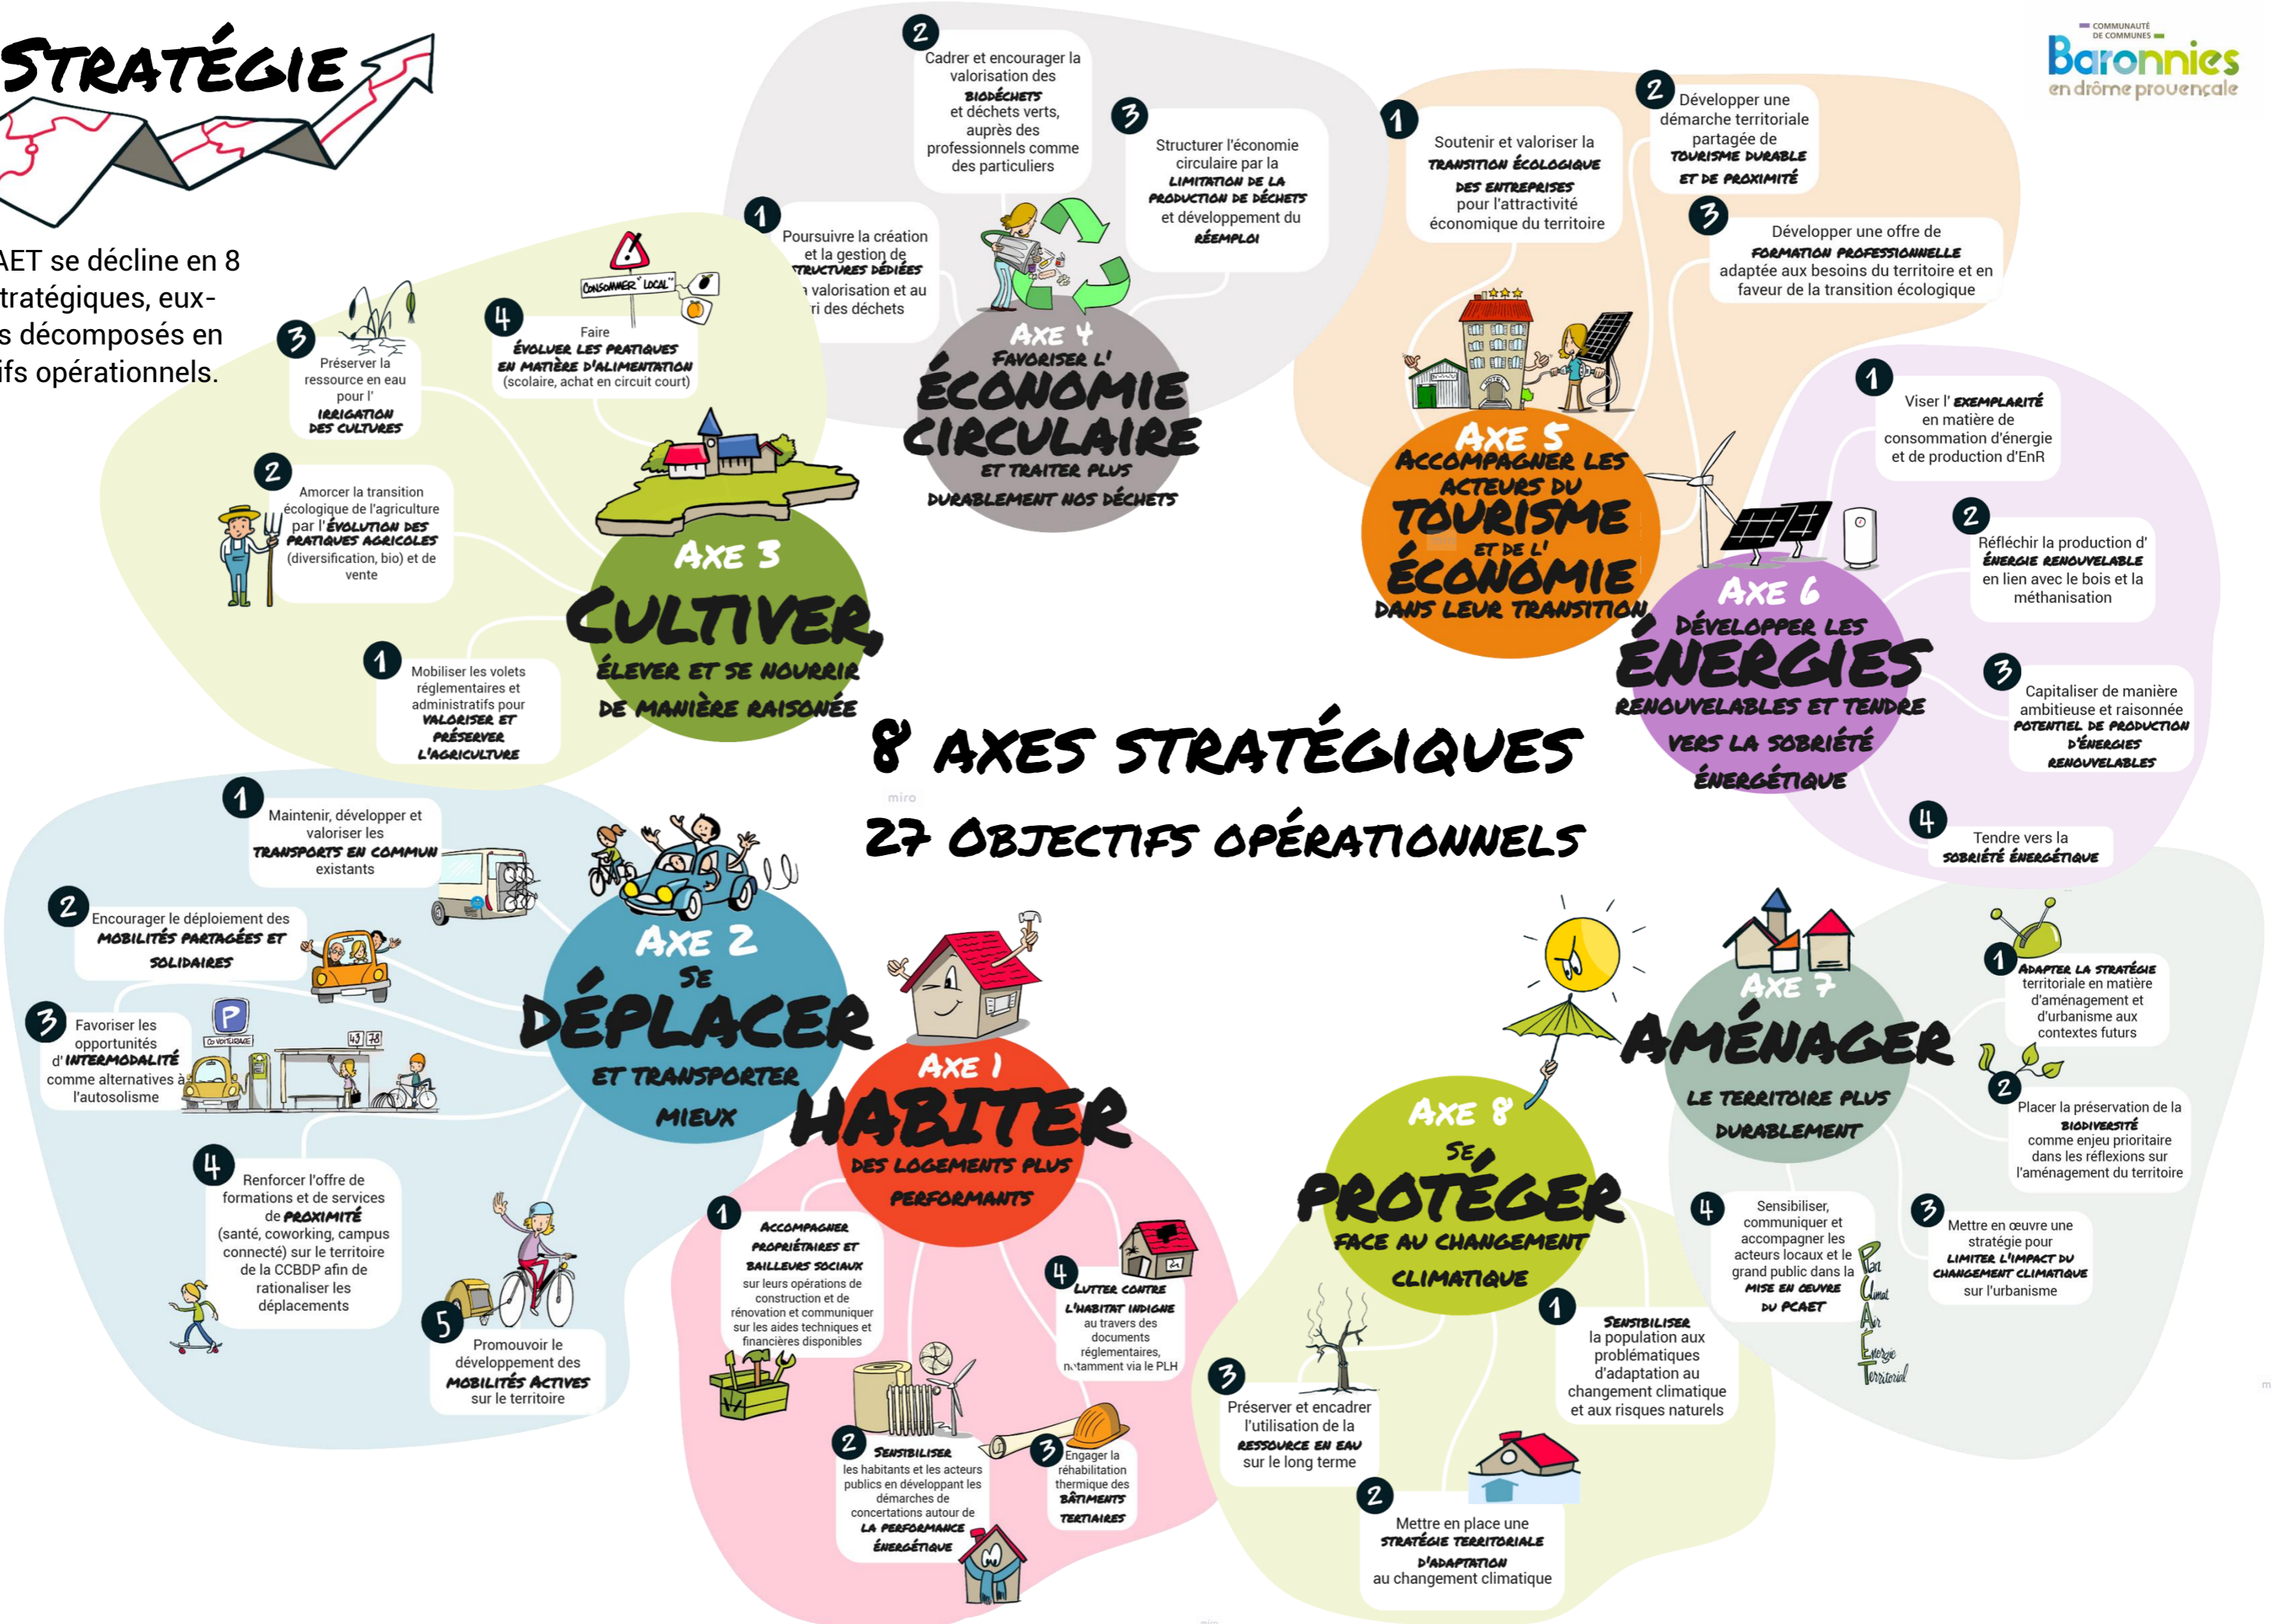 STRATÉGIE
COMMUNAUTÉ
DE COMMUNES
Baronnies
en drôme provençale
AET se décline en 8
tratégiques, eux-
s décomposés en
ifs opérationnels.
8 AXES STRATÉGIQUES
miro
27 OBJECTIFS OPÉRATIONNELS
AXE 1
HABITER
DES LOGEMENTS PLUS
PERFORMANTS
1
ACCOMPAGNER
PROPRIÉTAIRES ET
BAILLEURS SOCIAUX
sur leurs opérations de
construction et de
rénovation et communiquer
sur les aides techniques et
financières disponibles
2
SENSIBILISER
les habitants et les acteurs
publics en développant les
démarches de
concertations autour de
LA PERFORMANCE
ÉNERGÉTIQUE
3
Engager la
réhabilitation
thermique des
BÂTIMENTS
TERTIAIRES
4
LUTTER CONTRE
L'HABITAT INDIGNE
au travers des
documents
réglementaires,
notamment via le PLH
AXE 2
SE
DÉPLACER
ET TRANSPORTER
MIEUX
1
Maintenir, développer et
valoriser les
TRANSPORTS EN COMMUN
existants
2
Encourager le déploiement des
MOBILITÉS PARTAGÉES ET
SOLIDAIRES
3
Favoriser les
opportunités
d'INTERMODALITÉ
comme alternatives à
l'autosolisme
P
COVOITURAGE
43 78
4
Renforcer l'offre de
formations et de services
de PROXIMITÉ
(santé, coworking, campus
connecté) sur le territoire
de la CCBDP afin de
rationaliser les
déplacements
5
Promouvoir le
développement des
MOBILITÉS ACTIVES
sur le territoire
AXE 3
CULTIVER,
ÉLEVER ET SE NOURRIR
DE MANIÈRE RAISONÉE
1
Mobiliser les volets
réglementaires et
administratifs pour
VALORISER ET
PRÉSERVER
L'AGRICULTURE
2
Amorcer la transition
écologique de l'agriculture
par l'ÉVOLUTION DES
PRATIQUES AGRICOLES
(diversification, bio) et de
vente
3
Préserver la
ressource en eau
pour l'
IRRIGATION
DES CULTURES
4
Faire
ÉVOLUER LES PRATIQUES
EN MATIÈRE D'ALIMENTATION
(scolaire, achat en circuit court)
CONSOMMER "LOCAL"
AXE 4
FAVORISER L'
ÉCONOMIE
CIRCULAIRE
ET TRAITER PLUS
DURABLEMENT NOS DÉCHETS
1
Poursuivre la création
et la gestion de
STRUCTURES DÉDIÉES
valorisation et au
ri des déchets
2
Cadrer et encourager la
valorisation des
BIODÉCHETS
et déchets verts,
auprès des
professionnels comme
des particuliers
3
Structurer l'économie
circulaire par la
LIMITATION DE LA
PRODUCTION DE DÉCHETS
et développement du
RÉEMPLOI
AXE 5
ACCOMPAGNER LES
ACTEURS DU
TOURISME
ET DE L'
ÉCONOMIE
DANS LEUR TRANSITION
HOTEL
1
Soutenir et valoriser la
TRANSITION ÉCOLOGIQUE
DES ENTREPRISES
pour l'attractivité
économique du territoire
2
Développer une
démarche territoriale
partagée de
TOURISME DURABLE
ET DE PROXIMITÉ
3
Développer une offre de
FORMATION PROFESSIONNELLE
adaptée aux besoins du territoire et en
faveur de la transition écologique
AXE 6
DÉVELOPPER LES
ÉNERGIES
RENOUVELABLES ET TENDRE
VERS LA SOBRIÉTÉ
ÉNERGÉTIQUE
1
Viser l'EXEMPLARITÉ
en matière de
consommation d'énergie
et de production d'EnR
2
Réfléchir la production d'
ÉNERGIE RENOUVELABLE
en lien avec le bois et la
méthanisation
3
Capitaliser de manière
ambitieuse et raisonnée
POTENTIEL DE PRODUCTION
D'ÉNERGIES
RENOUVELABLES
4
Tendre vers la
SOBRIÉTÉ ÉNERGÉTIQUE
AXE 7
AMÉNAGER
LE TERRITOIRE PLUS
DURABLEMENT
1
ADAPTER LA STRATÉGIE
territoriale en matière
d'aménagement et
d'urbanisme aux
contextes futurs
2
Placer la préservation de la
BIODIVERSITÉ
comme enjeu prioritaire
dans les réflexions sur
l'aménagement du territoire
3
Mettre en œuvre une
stratégie pour
LIMITER L'IMPACT DU
CHANGEMENT CLIMATIQUE
sur l'urbanisme
4
Sensibiliser,
communiquer et
accompagner les
acteurs locaux et le
grand public dans la
MISE EN ŒUVRE
DU PCAET
Plan
Climat
Air
Énergie
Territorial
AXE 8
SE
PROTÉGER
FACE AU CHANGEMENT
CLIMATIQUE
1
SENSIBILISER
la population aux
problématiques
d'adaptation au
changement climatique
et aux risques naturels
2
Mettre en place une
STRATÉGIE TERRITORIALE
D'ADAPTATION
au changement climatique
3
Préserver et encadrer
l'utilisation de la
RESSOURCE EN EAU
sur le long terme